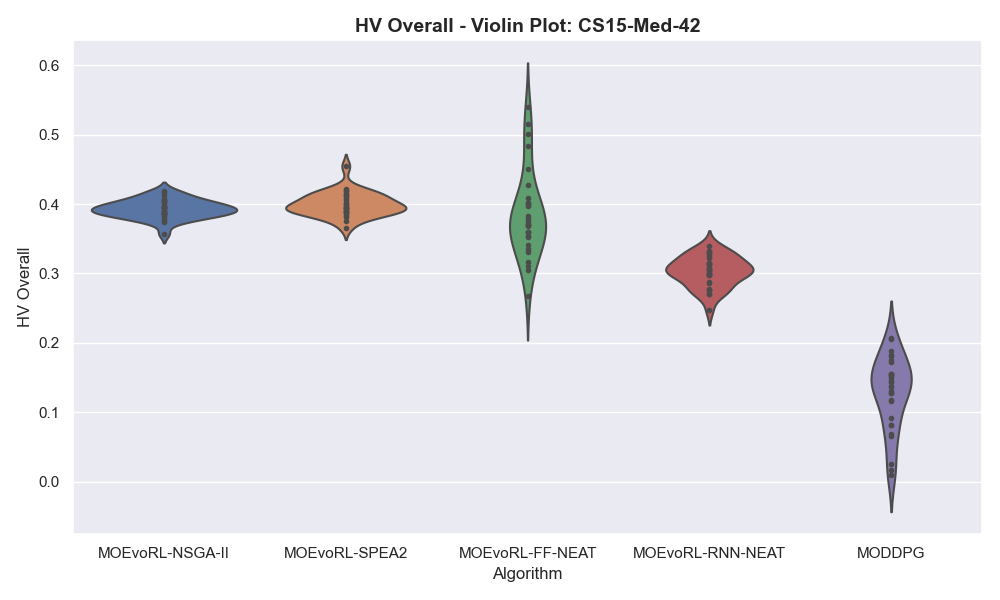 HV Overall - Violin Plot: CS15-Med-42
0.6
0.5
0.4
0.3
0.2
0.1
0.0
HV Overall
MOEvoRL-NSGA-II
MOEvoRL-SPEA2
MOEvoRL-FF-NEAT
MOEvoRL-RNN-NEAT
MODDPG
Algorithm